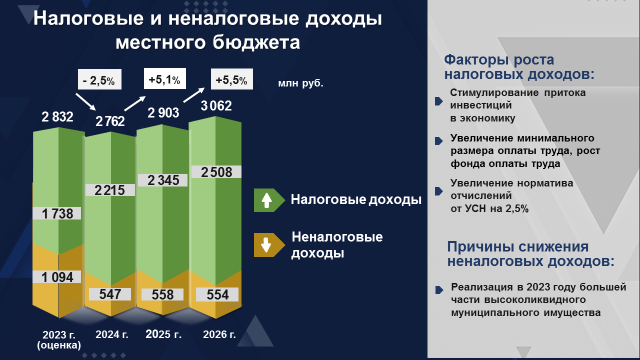 Налоговые и неналоговые доходы
местного бюджета
- 2,5%
+5,1%
+5,5%
млн руб.
2 832
2 762
2 903
3 062
1 738
2 215
2 345
2 508
1 094
547
558
554
2023 г.
(оценка)
2024 г.
2025 г.
2026 г.
Налоговые доходы
Неналоговые
доходы
Факторы роста
налоговых доходов:
Стимулирование притока
инвестиций
в экономику
Увеличение минимального
размера оплаты труда, рост
фонда оплаты труда
Увеличение норматива
отчислений
от УСН на 2,5%
Причины снижения
неналоговых доходов:
Реализация в 2023 году большей
части высоколиквидного
муниципального имущества